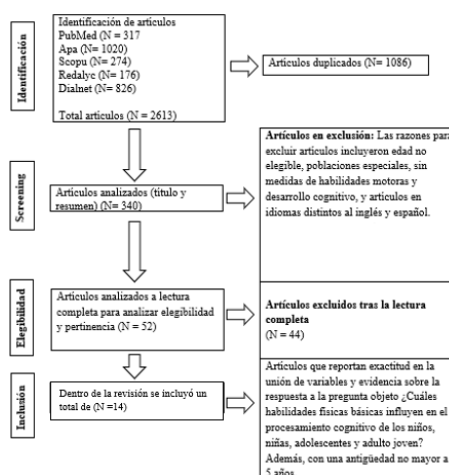 Identificación
Identificación de artículos
PubMed (N = 317
Apa (N= 1020)
Scopu (N= 274)
Redalyc (N= 176)
Dialnet (N= 826)
Total artículos (N = 2613)
Artículos duplicados (N= 1086)
Screening
Artículos analizados (título y
resumen) (N= 340)
Artículos en exclusión: Las razones para
excluir artículos incluyeron edad no
elegible, poblaciones especiales, sin
medidas de habilidades motoras y
desarrollo cognitivo, y artículos en
idiomas distintos al inglés y español.
Elegibilidad
Artículos analizados a lectura
completa para analizar elegibilidad
y pertinencia (N = 52)
Artículos excluidos tras la lectura
completa
(N = 44)
Inclusión
Dentro de la revisión se incluyó un
total de (N =14)
Artículos que reportan exactitud en la
unión de variables y evidencia sobre la
respuesta a la pregunta objeto ¿Cuáles
habilidades físicas básicas influyen en el
procesamiento cognitivo de los niños,
niñas, adolescentes y adulto joven?
Además, con una antigüedad no mayor a
5 años